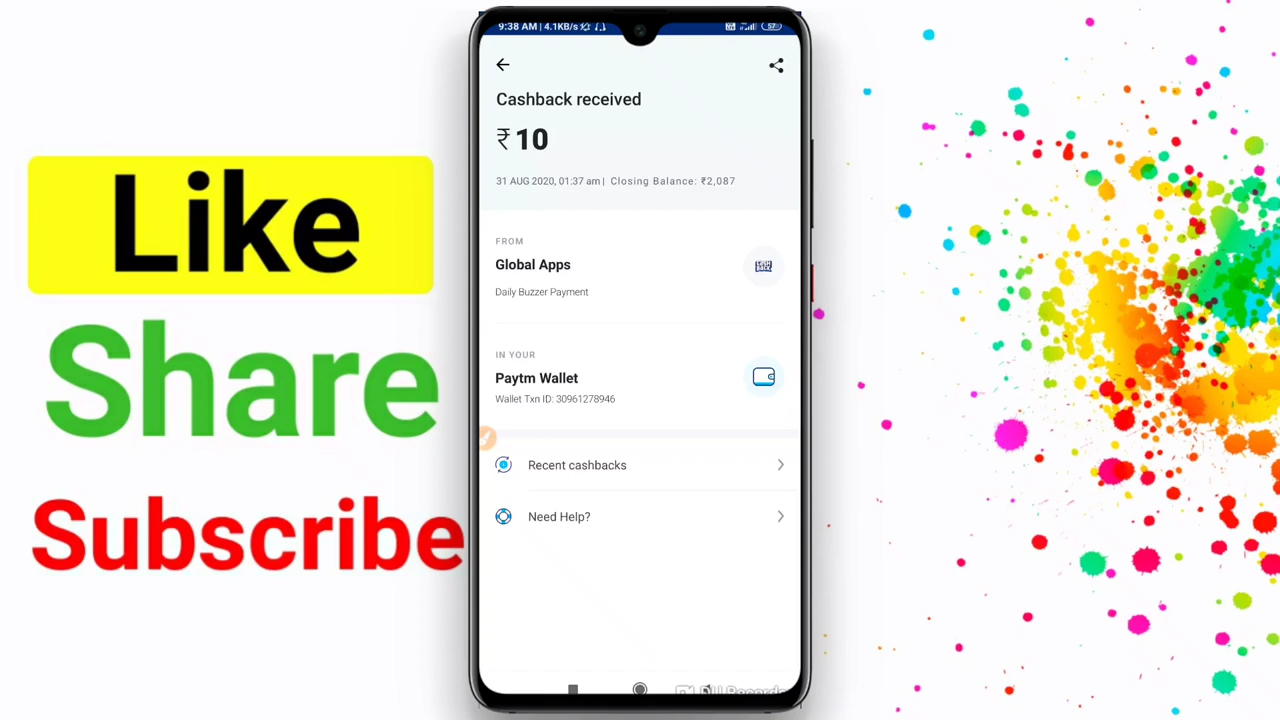 Like
Share
Subscribe
9:38 AM | 4.1KB/s
57
Cashback received
₹10
31 AUG 2020, 01:37 am | Closing Balance: ₹2,087
FROM
Global Apps
Daily Buzzer Payment
IN YOUR
Paytm Wallet
Wallet Txn ID: 30961278946
Recent cashbacks
Need Help?